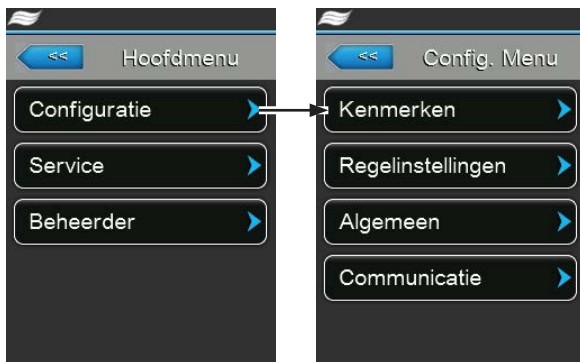 << Hoofdmenu
Configuratie
Service
Beheerder
<< Config. Menu
Kenmerken
Regelinstellingen
Algemeen
Communicatie